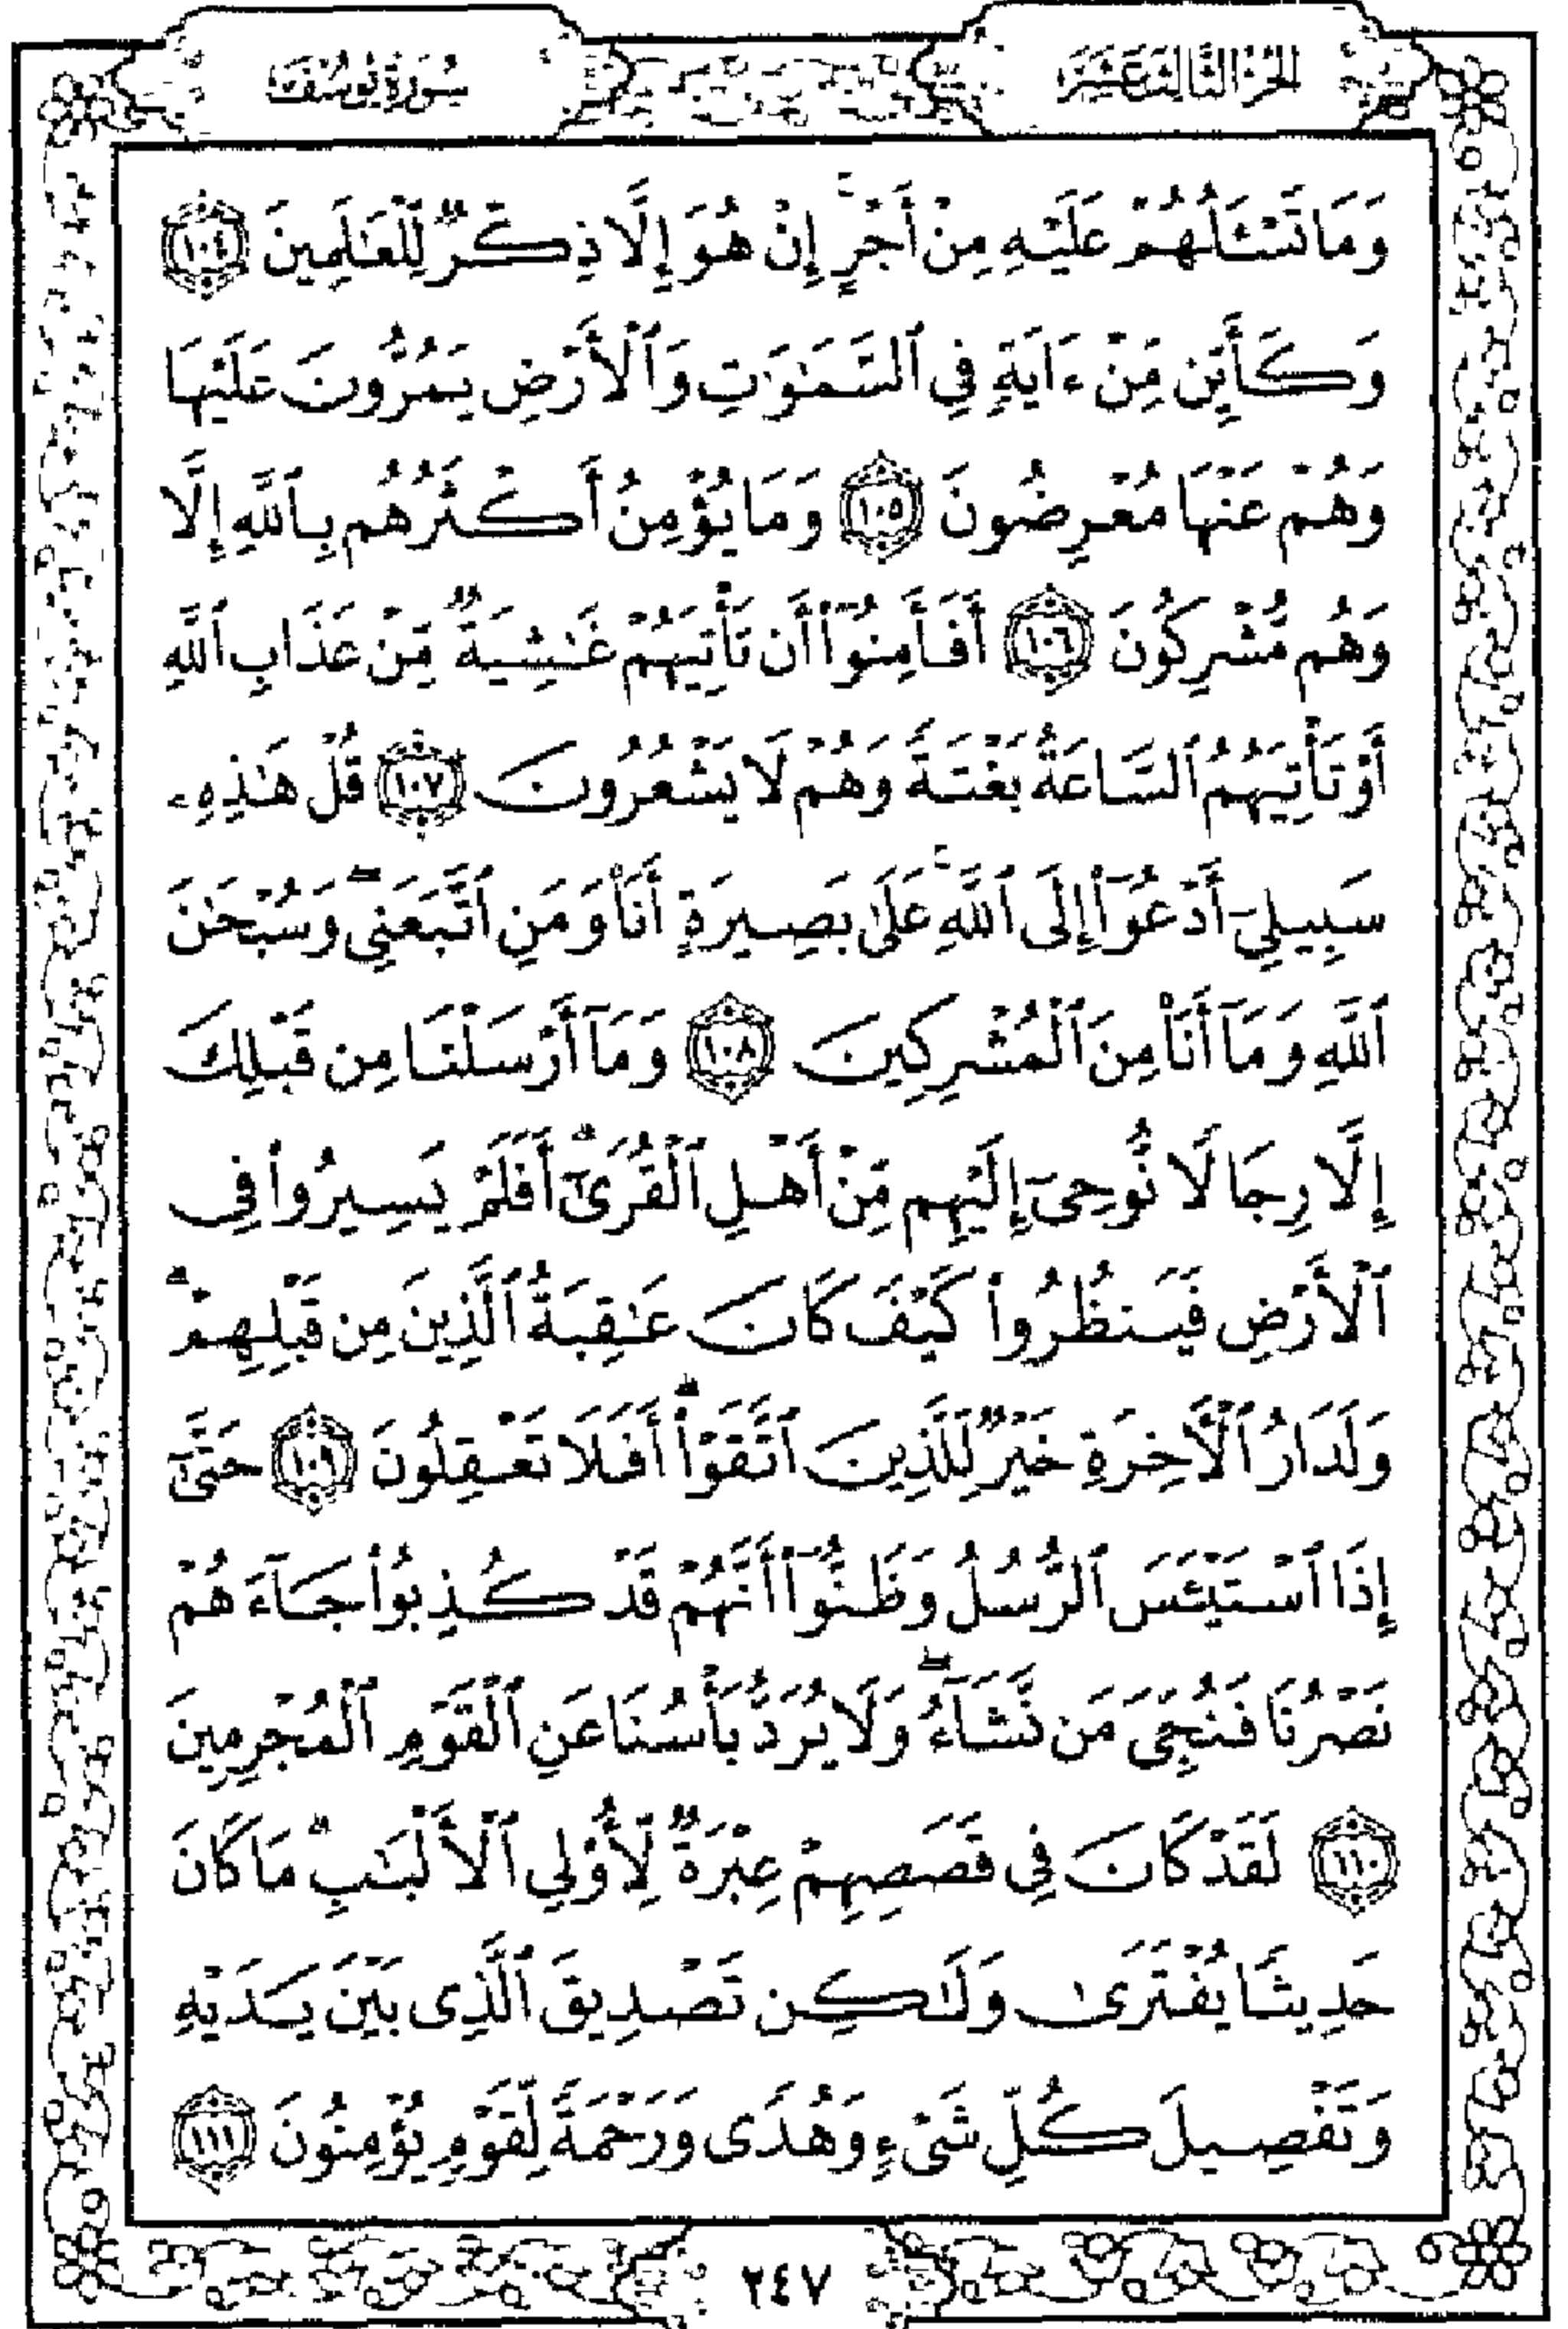 الجزء الثالث عشر
سورة يوسف
وَمَا تَسْـَٔلُهُمْ عَلَيْهِ مِنْ أَجْرٍ ۚ إِنْ هُوَ إِلَّا ذِكْرٌ لِّلْعَـٰلَمِينَ ١٠٤
وَكَأَيِّن مِّنْ ءَايَةٍ فِى ٱلسَّمَـٰوَٰتِ وَٱلْأَرْضِ يَمُرُّونَ عَلَيْهَا
وَهُمْ عَنْهَا مُعْرِضُونَ ١٠٥ وَمَا يُؤْمِنُ أَكْثَرُهُم بِٱللَّهِ إِلَّا
وَهُم مُّشْرِكُونَ ١٠٦ أَفَأَمِنُوٓا۟ أَن تَأْتِيَهُمْ غَـٰشِيَةٌ مِّنْ عَذَابِ ٱللَّهِ
أَوْ تَأْتِيَهُمُ ٱلسَّاعَةُ بَغْتَةً وَهُمْ لَا يَشْعُرُونَ ١٠٧ قُلْ هَـٰذِهِۦ
سَبِيلِىٓ أَدْعُوٓا۟ إِلَى ٱللَّهِ ۚ عَلَىٰ بَصِيرَةٍ أَنَا۠ وَمَنِ ٱتَّبَعَنِى ۖ وَسُبْحَـٰنَ
ٱللَّهِ وَمَآ أَنَا۠ مِنَ ٱلْمُشْرِكِينَ ١٠٨ وَمَآ أَرْسَلْنَا مِن قَبْلِكَ
إِلَّا رِجَالًا نُّوحِىٓ إِلَيْهِم مِّنْ أَهْلِ ٱلْقُرَىٰٓ ۗ أَفَلَمْ يَسِيرُوا۟ فِى
ٱلْأَرْضِ فَيَنظُرُوا۟ كَيْفَ كَانَ عَـٰقِبَةُ ٱلَّذِينَ مِن قَبْلِهِمْ ۗ
وَلَدَارُ ٱلْـَٔاخِرَةِ خَيْرٌ لِّلَّذِينَ ٱتَّقَوْا۟ ۗ أَفَلَا تَعْقِلُونَ ١٠٩ حَتَّىٰٓ
إِذَا ٱسْتَيْـَٔسَ ٱلرُّسُلُ وَظَنُّوٓا۟ أَنَّهُمْ قَدْ كُذِبُوا۟ جَآءَهُمْ
نَصْرُنَا فَنُجِّىَ مَن نَّشَآءُ ۖ وَلَا يُرَدُّ بَأْسُنَا عَنِ ٱلْقَوْمِ ٱلْمُجْرِمِينَ
١١٠ لَقَدْ كَانَ فِى قَصَصِهِمْ عِبْرَةٌ لِّأُو۟لِى ٱلْأَلْبَـٰبِ ۗ مَا كَانَ
حَدِيثًا يُفْتَرَىٰ وَلَـٰكِن تَصْدِيقَ ٱلَّذِى بَيْنَ يَدَيْهِ
وَتَفْصِيلَ كُلِّ شَىْءٍ وَهُدًى وَرَحْمَةً لِّقَوْمٍ يُؤْمِنُونَ ١١١
٢٤٧